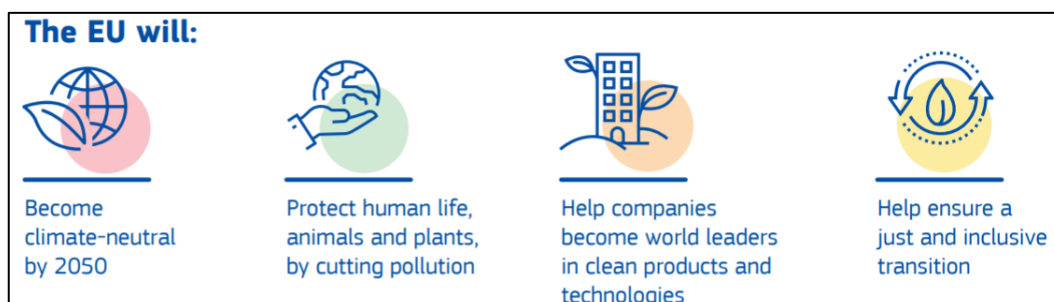 The EU will:
Become
climate-neutral
by 2050
Protect human life,
animals and plants,
by cutting pollution
Help companies
become world leaders
in clean products and
technologies
Help ensure a
just and inclusive
transition